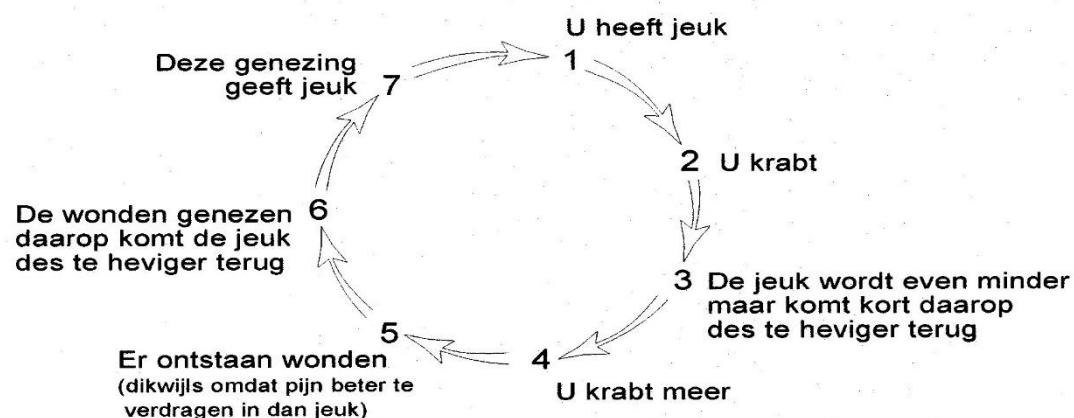 U heeft jeuk
1
2 U krabt
3 De jeuk wordt even minder
maar komt kort daarop
des te heviger terug
4
U krabt meer
5
Er ontstaan wonden
(dikwijls omdat pijn beter te
verdragen in dan jeuk)
De wonden genezen 6
daarop komt de jeuk
des te heviger terug
Deze genezing
geeft jeuk 7